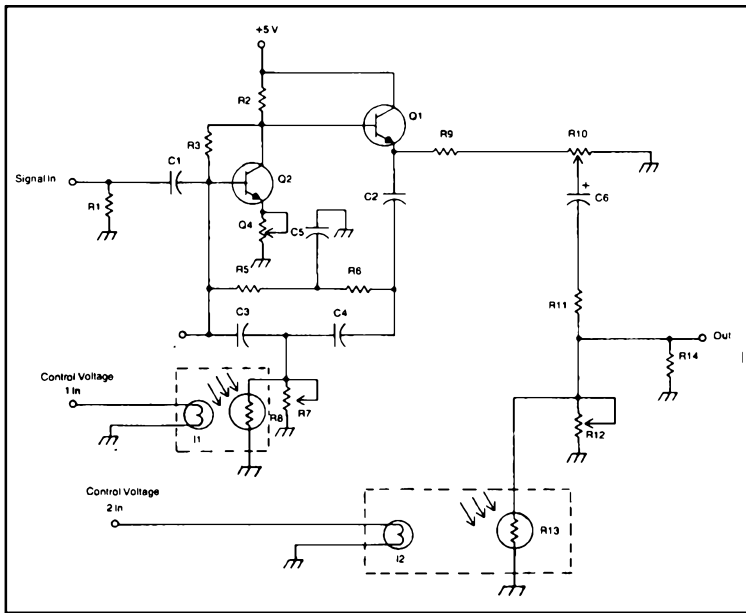 +5 V
R2
Q1
R3
R9
R10
C1
Signal In
Q2
C2
+
C6
R1
Q4
C5
R5
R6
R11
C3
C4
Out
R14
Control Voltage
1 In
R8
R7
R12
I1
Control Voltage
2 In
R13
I2